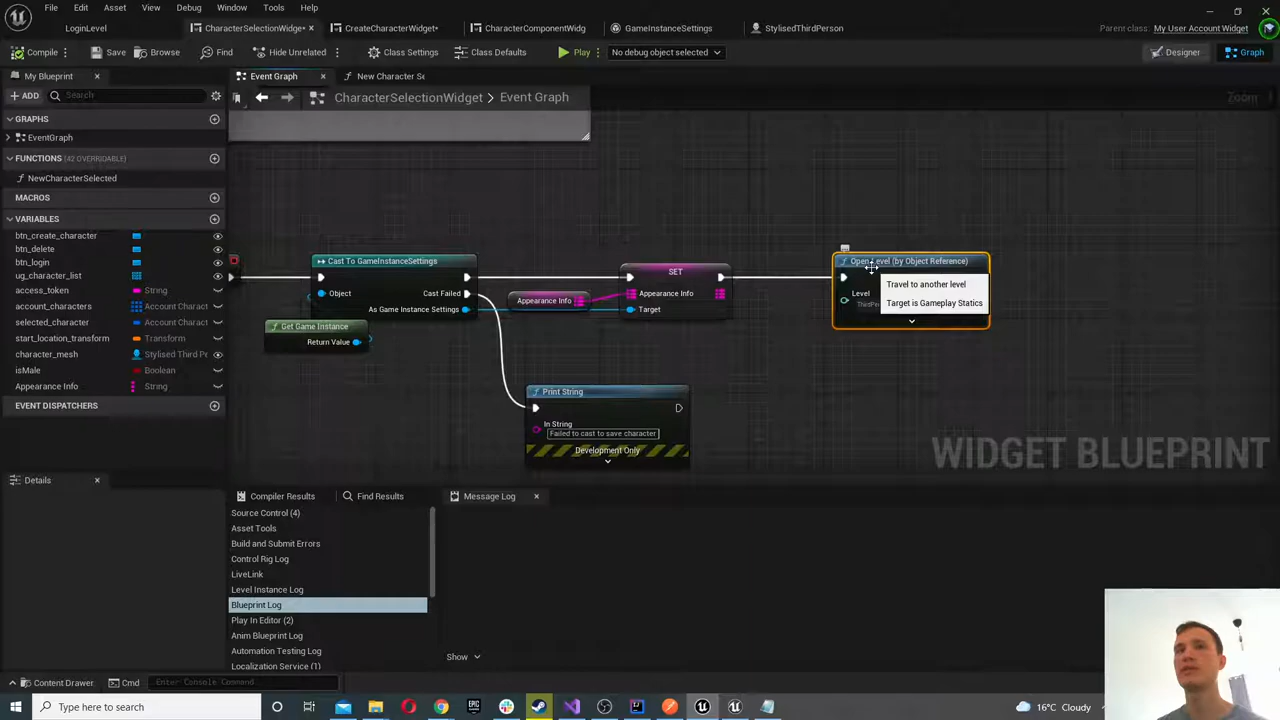 File Edit Asset View Debug Window Tools Help
LoginLevel CharacterSelectionWidge* CreateCharacterWidget* CharacterComponentWidg GameInstanceSettings StylisedThirdPerson Parent class: My User Account Widget
Compile Save Browse Find Hide Unrelated Class Settings Class Defaults Play No debug object selected Designer Graph
My Blueprint Event Graph New Character Se
+ ADD Search CharacterSelectionWidget > Event Graph Zoom
GRAPHS
EventGraph
FUNCTIONS (42 OVERRIDABLE)
NewCharacterSelected
MACROS
VARIABLES
btn_create_character
btn_delete
btn_login
ug_character_list
access_token String
account_characters Account Charac
selected_character Account Charac
start_location_transform Transform
character_mesh Stylised Third Pe
isMale Boolean
Appearance Info String
EVENT DISPATCHERS
Details
Cast To GameInstanceSettings
Object Cast Failed
As Game Instance Settings
Get Game Instance
Return Value
Appearance Info
SET
Appearance Info
Target
Print String
In String
Failed to cast to save character
Development Only
Open Level (by Object Reference)
Level
Travel to another level
Target is Gameplay Statics
WIDGET BLUEPRINT
Compiler Results Find Results Message Log
Source Control (4)
Asset Tools
Build and Submit Errors
Control Rig Log
LiveLink
Level Instance Log
Blueprint Log
Play In Editor (2)
Anim Blueprint Log
Automation Testing Log
Localization Service (1)
Show
Content Drawer Cmd Enter Console Command
Type here to search 16°C Cloudy